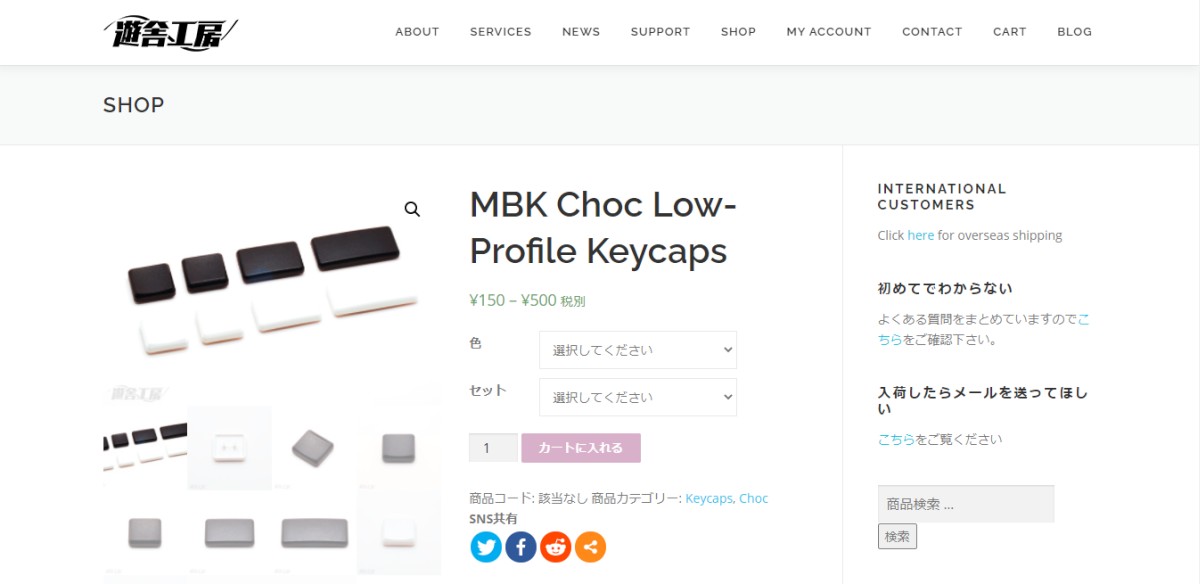 遊舎工房
ABOUT SERVICES NEWS SUPPORT SHOP MY ACCOUNT CONTACT CART BLOG
SHOP
MBK Choc Low-
Profile Keycaps
¥150 – ¥500 税別
色
選択してください
セット
選択してください
1
カートに入れる
商品コード: 該当なし 商品カテゴリー: Keycaps, Choc
SNS共有
遊舎工房
INTERNATIONAL
CUSTOMERS
Click here for overseas shipping
初めてでわからない
よくある質問をまとめていますのでこ
ちらをご確認下さい。
入荷したらメールを送ってほし
い
こちらをご覧ください
商品検索 …
検索